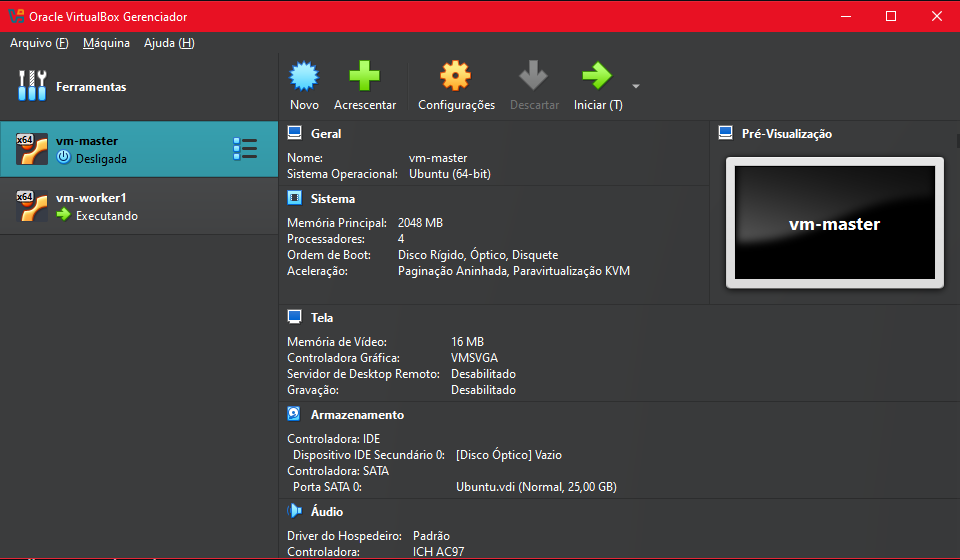 Oracle VirtualBox Gerenciador
Arquivo (F) Máquina Ajuda (H)
Ferramentas
x64 vm-master
Desligada
x64 vm-worker1
Executando
Novo Acrescentar Configurações Descartar Iniciar (T)
Geral
Nome: vm-master
Sistema Operacional: Ubuntu (64-bit)
Sistema
Memória Principal: 2048 MB
Processadores: 4
Ordem de Boot: Disco Rígido, Óptico, Disquete
Aceleração: Paginação Aninhada, Paravirtualização KVM
Pré-Visualização
vm-master
Tela
Memória de Vídeo: 16 MB
Controladora Gráfica: VMSVGA
Servidor de Desktop Remoto: Desabilitado
Gravação: Desabilitado
Armazenamento
Controladora: IDE
Dispositivo IDE Secundário 0: [Disco Óptico] Vazio
Controladora: SATA
Porta SATA 0: Ubuntu.vdi (Normal, 25,00 GB)
Áudio
Driver do Hospedeiro: Padrão
Controladora: ICH AC97